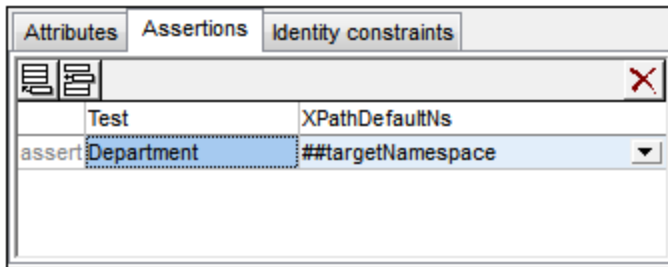 Attributes Assertions Identity constraints
Test XPathDefaultNs
assert Department ##targetNamespace